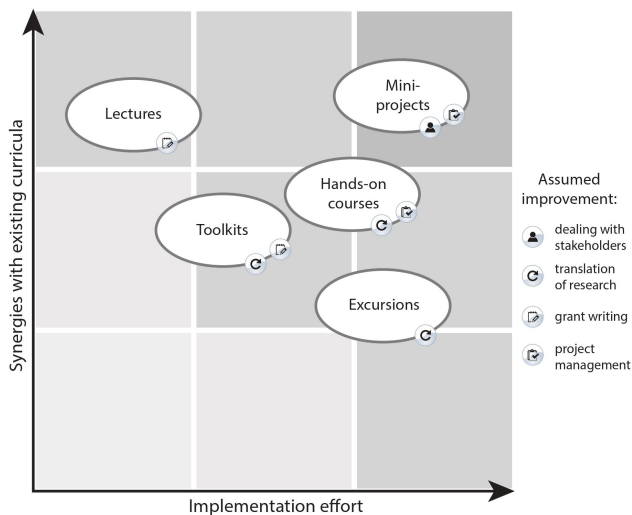 Synergies with existing curricula
Lectures
Mini-
projects
Hands-on
courses
Toolkits
Excursions
Implementation effort
Assumed
improvement:
dealing with
stakeholders
translation
of research
grant writing
project
management